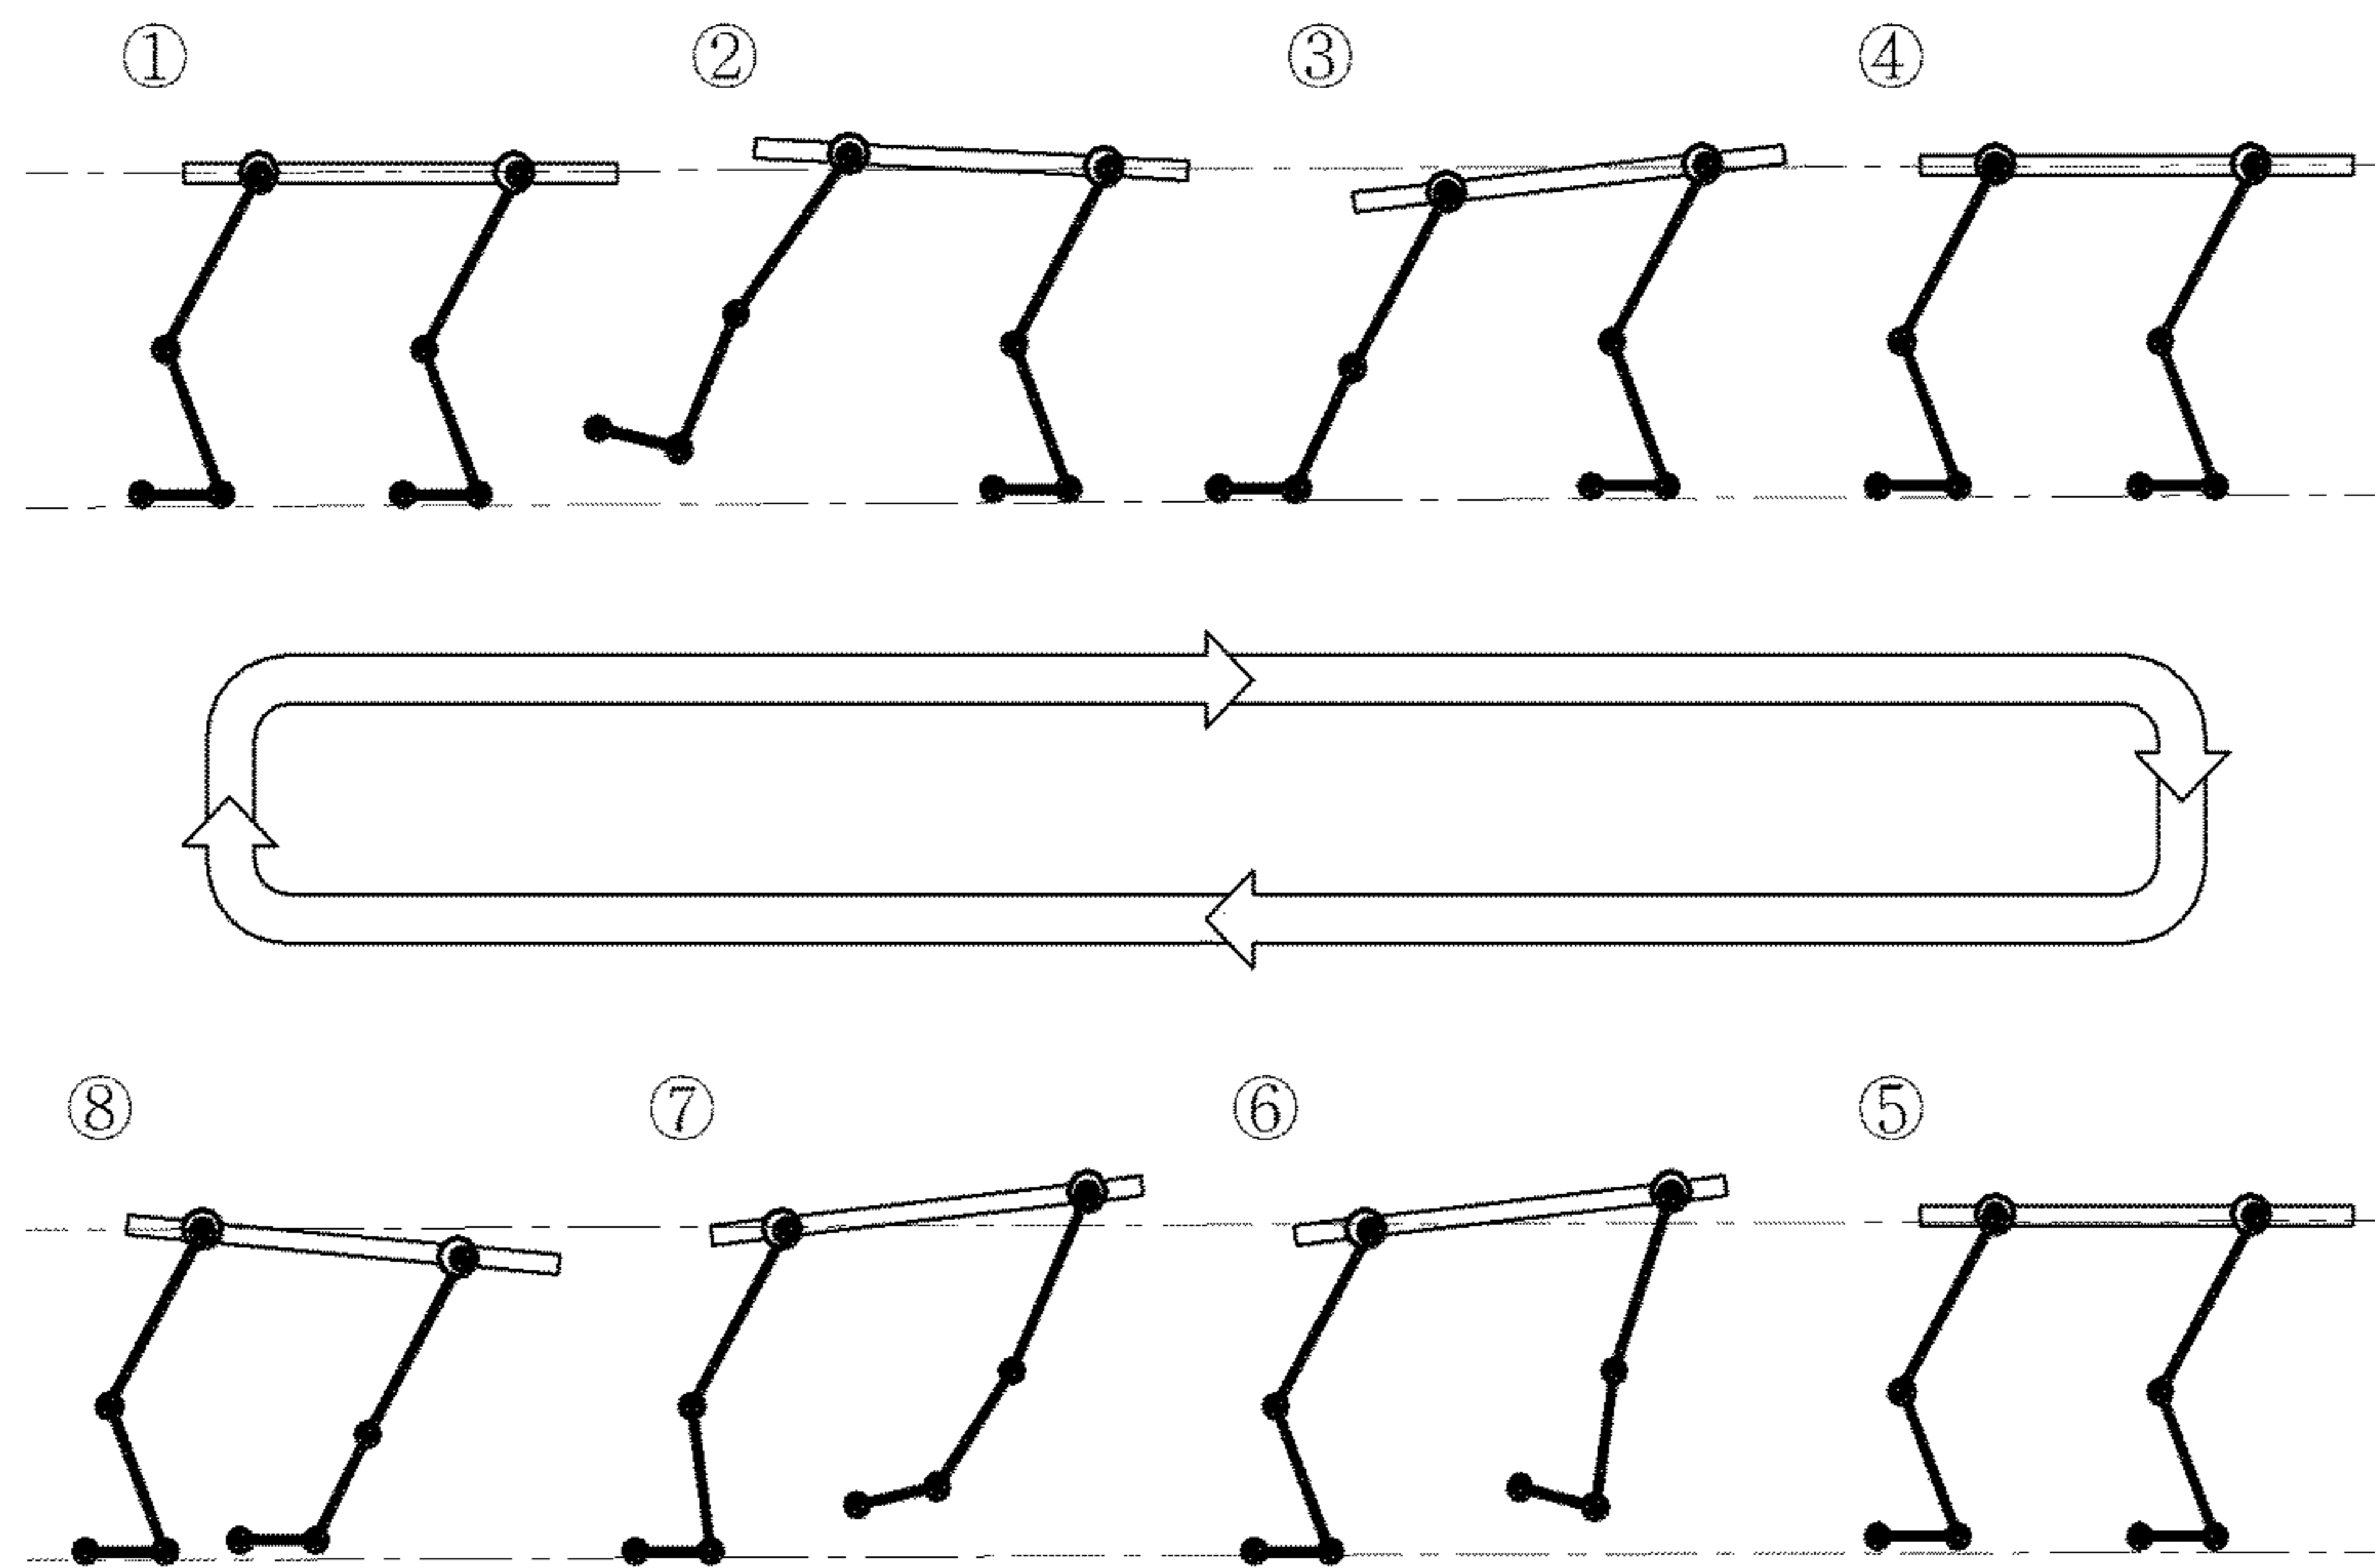 ① ② ③ ④
⑧ ⑦ ⑥ ⑤